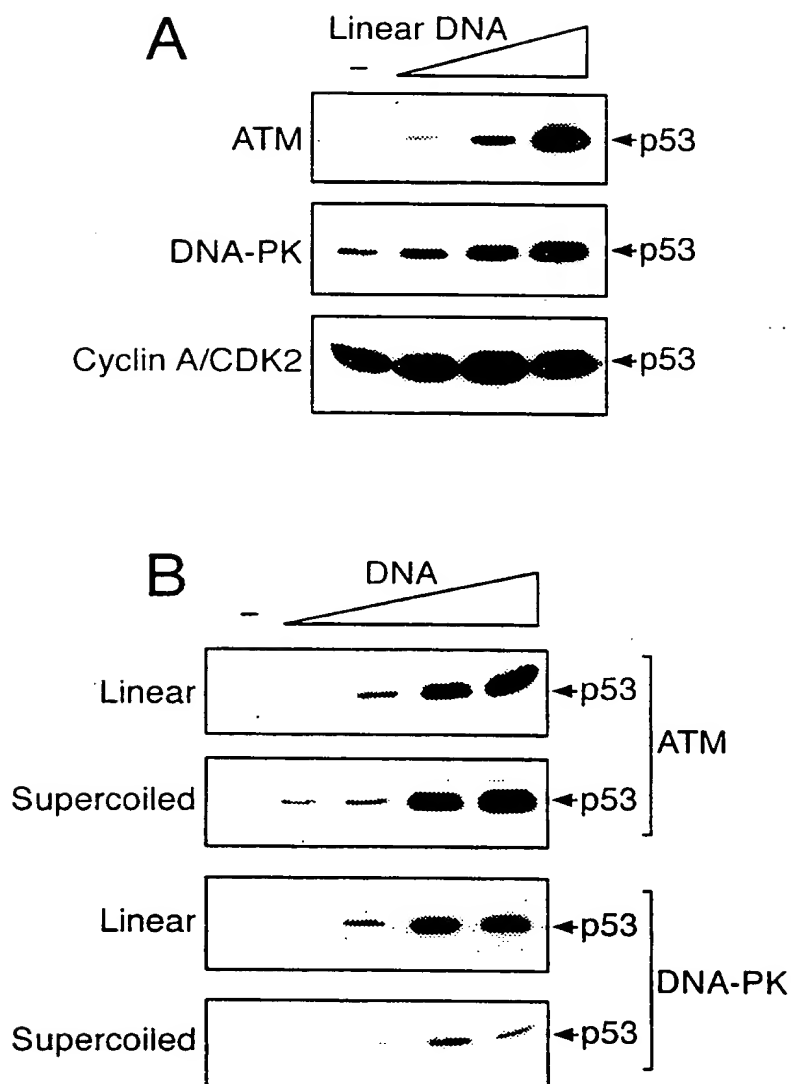 A
Linear DNA
–
ATM
p53
DNA-PK
p53
Cyclin A/CDK2
p53
B
DNA
–
Linear
p53
ATM
Supercoiled
p53
Linear
p53
DNA-PK
Supercoiled
p53